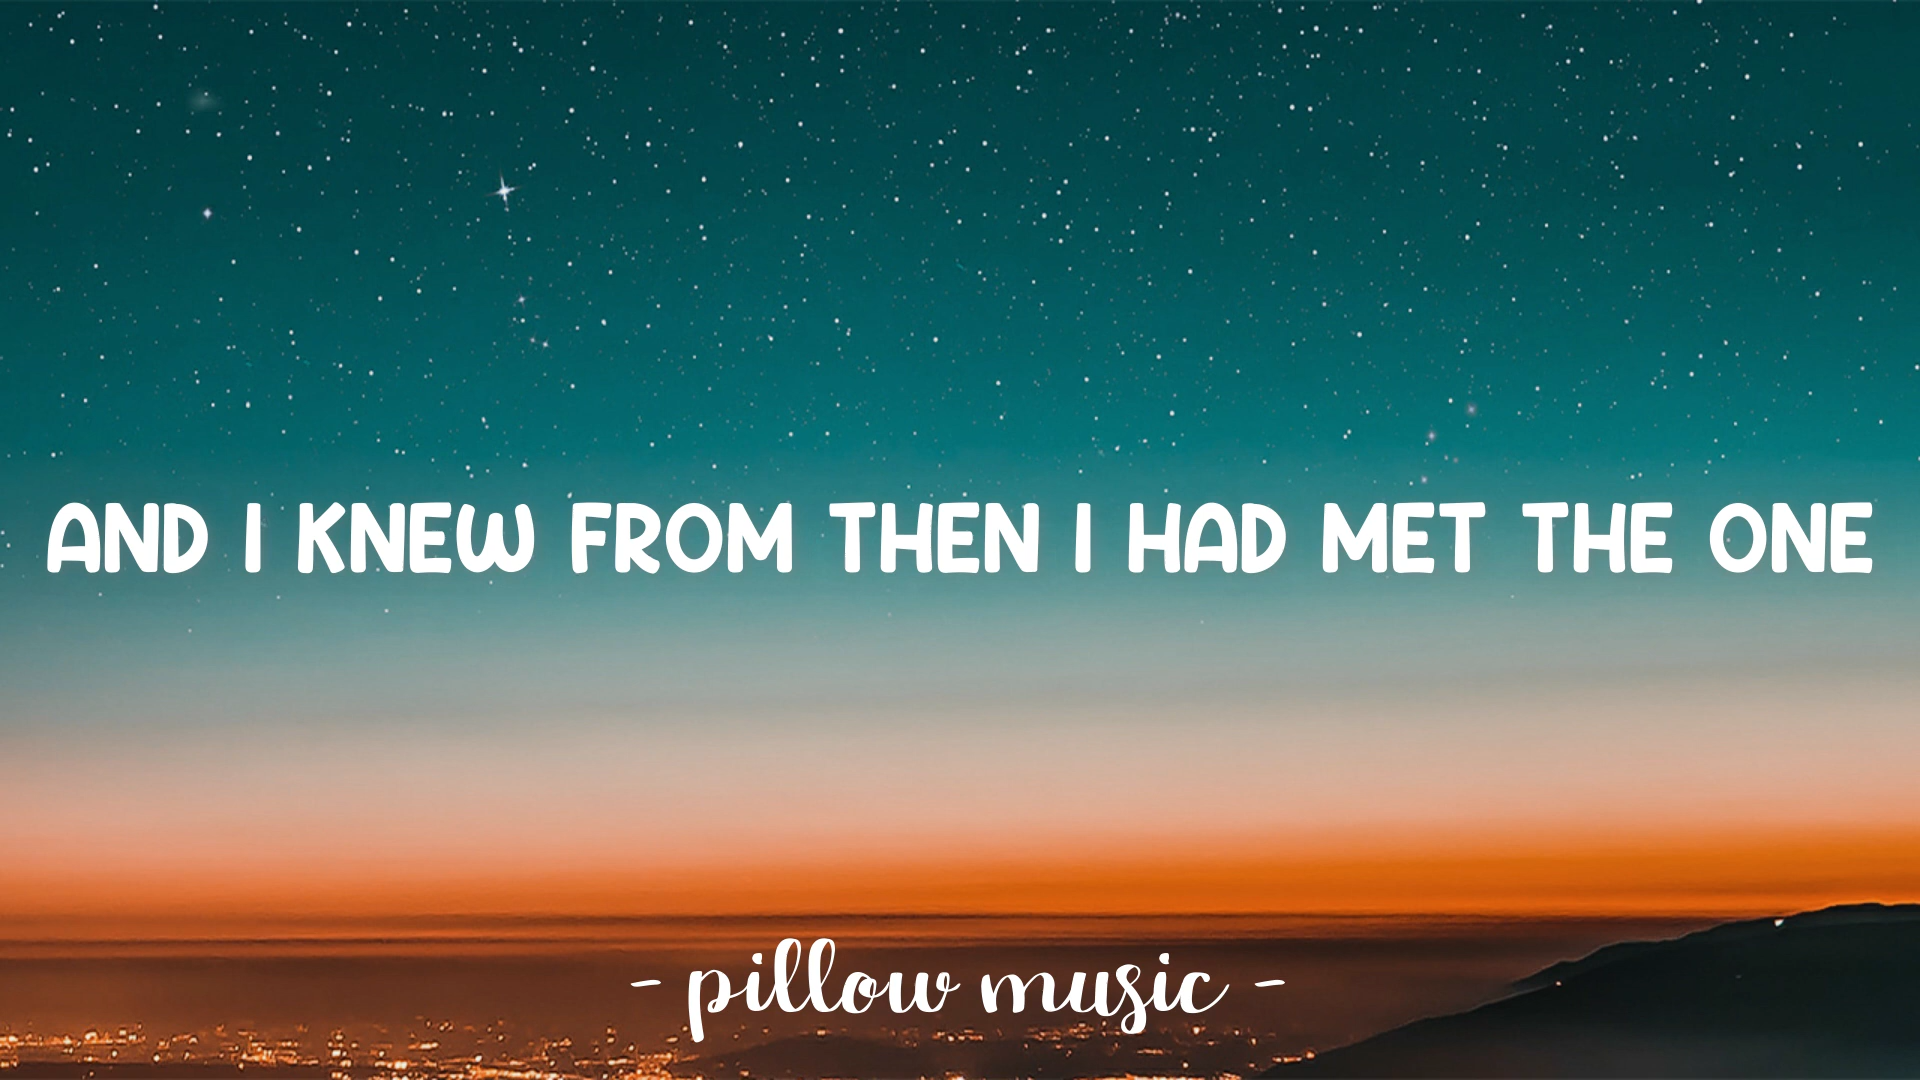 AND I KNEW FROM THEN I HAD MET THE ONE
- pillow music -